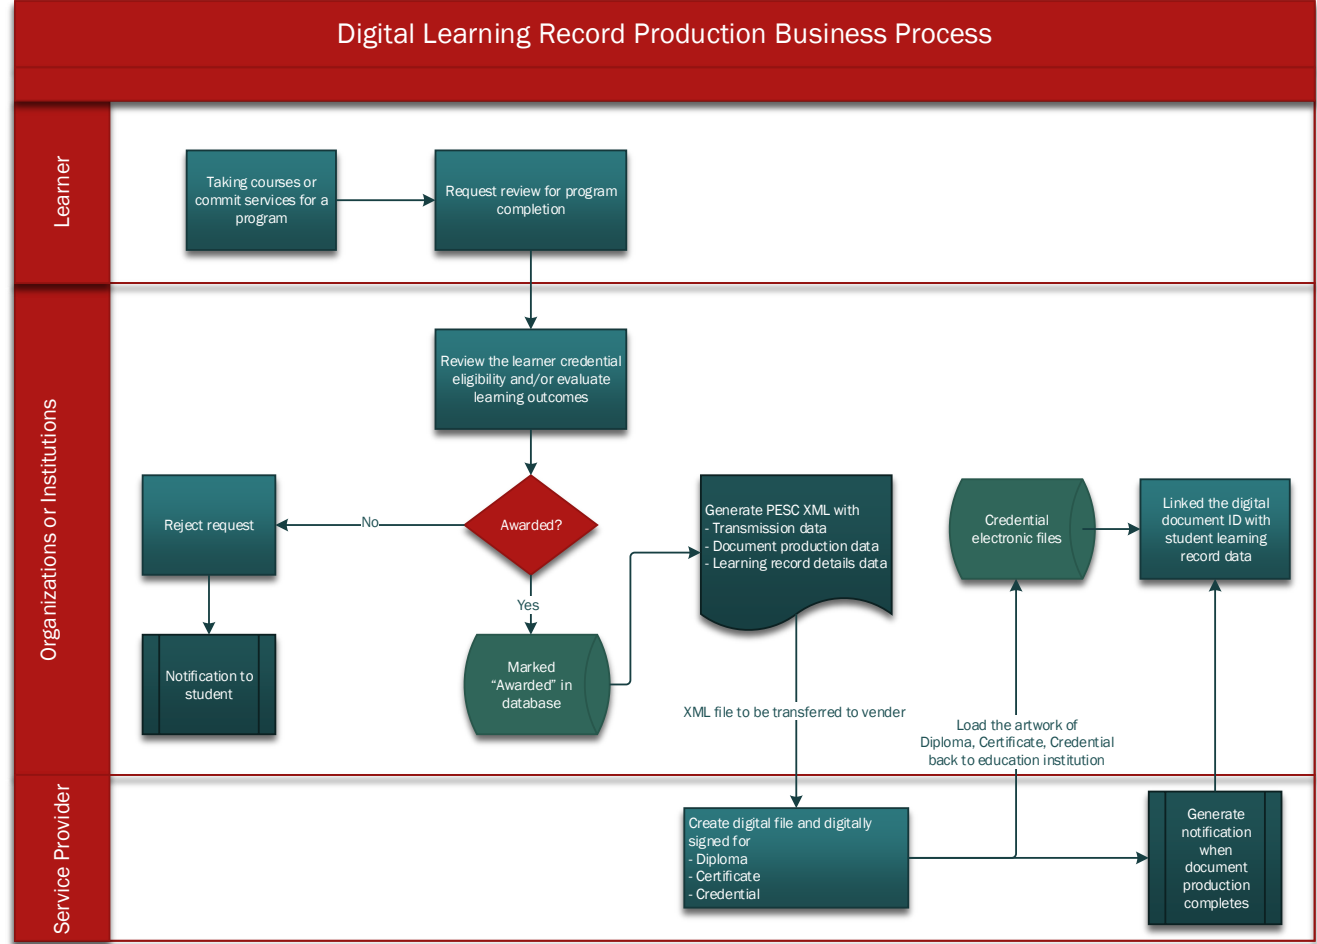 Digital Learning Record Production Business Process
Learner
Taking courses or
commit services for a
program
Request review for program
completion
Organizations or Institutions
Review the learner credential
eligibility and/or evaluate
learning outcomes
Awarded?
No
Reject request
Notification to
student
Yes
Marked
“Awarded” in
database
Generate PESC XML with
- Transmission data
- Document production data
- Learning record details data
XML file to be transferred to vender
Credential
electronic files
Linked the digital
document ID with
student learning
record data
Load the artwork of
Diploma, Certificate, Credential
back to education institution
Service Provider
Create digital file and digitally
signed for
- Diploma
- Certificate
- Credential
Generate
notification
when
document
production
completes